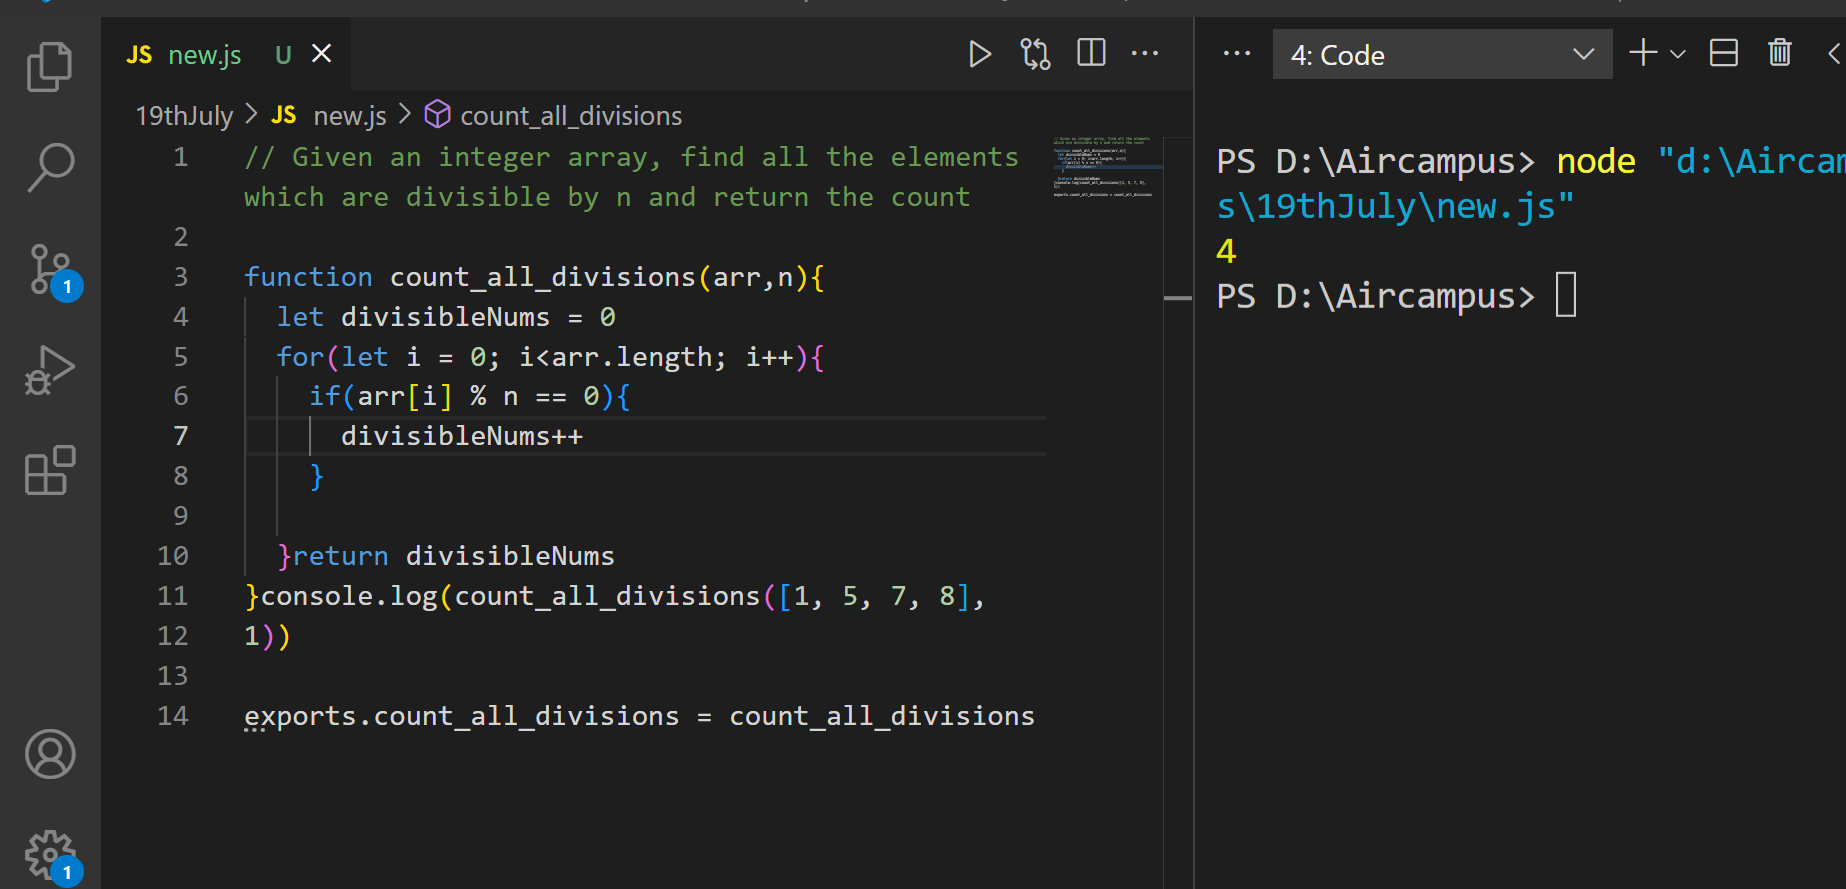 JS new.js U
19thJuly > JS new.js > count_all_divisions
1 // Given an integer array, find all the elements
which are divisible by n and return the count
2
3 function count_all_divisions(arr,n){
4 let divisibleNums = 0
5 for(let i = 0; i<arr.length; i++){
6 if(arr[i] % n == 0){
7 divisibleNums++
8 }
9
10 }return divisibleNums
11 }console.log(count_all_divisions([1, 5, 7, 8],
12 1))
13
14 exports.count_all_divisions = count_all_divisions
1
1
4: Code
PS D:\Aircampus> node "d:\Aircam
s\19thJuly\new.js"
4
PS D:\Aircampus>